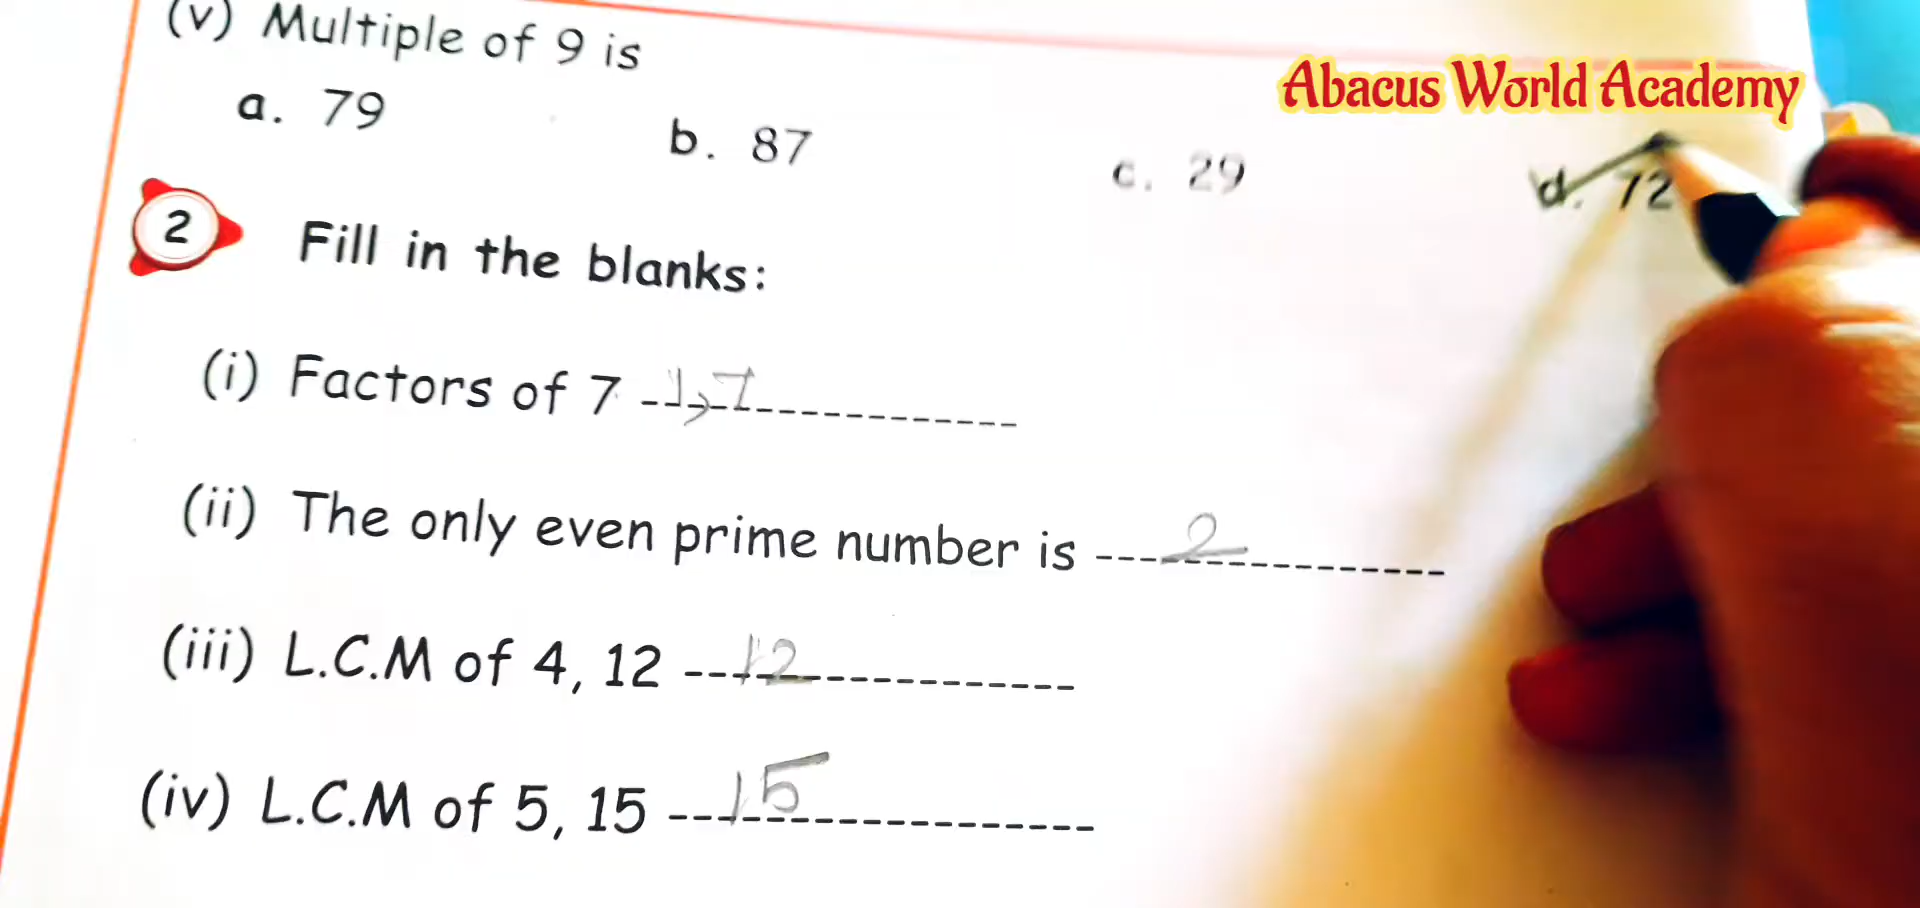 (v) Multiple of 9 is
Abacus World Academy
a. 79 b. 87 c. 29 d. 72
2 Fill in the blanks:
(i) Factors of 7 1,7
(ii) The only even prime number is 2
(iii) L.C.M of 4, 12 12
(iv) L.C.M of 5, 15 15